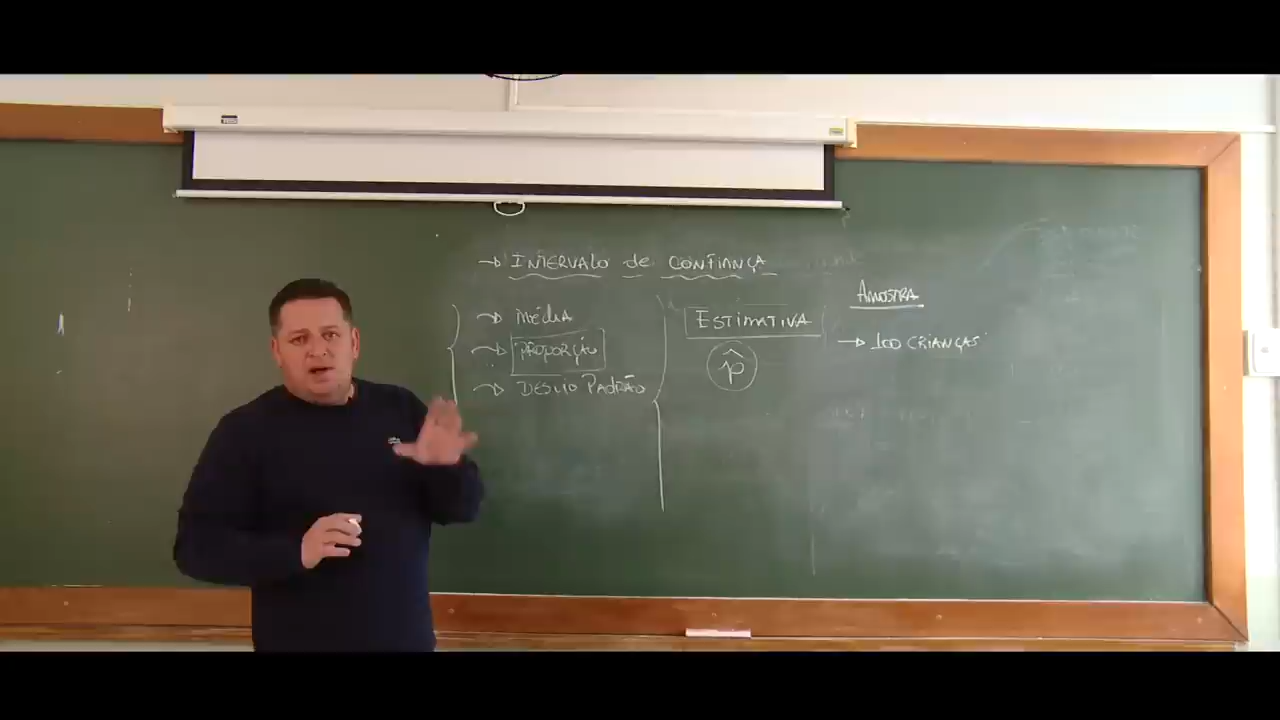 → INTERVALO de CONFIANÇA
→ MÉDIA
→ PROPORÇÃO
→ DESVIO PADRÃO
ESTIMATIVA
p̂
AMOSTRA
→ 100 CRIANÇAS